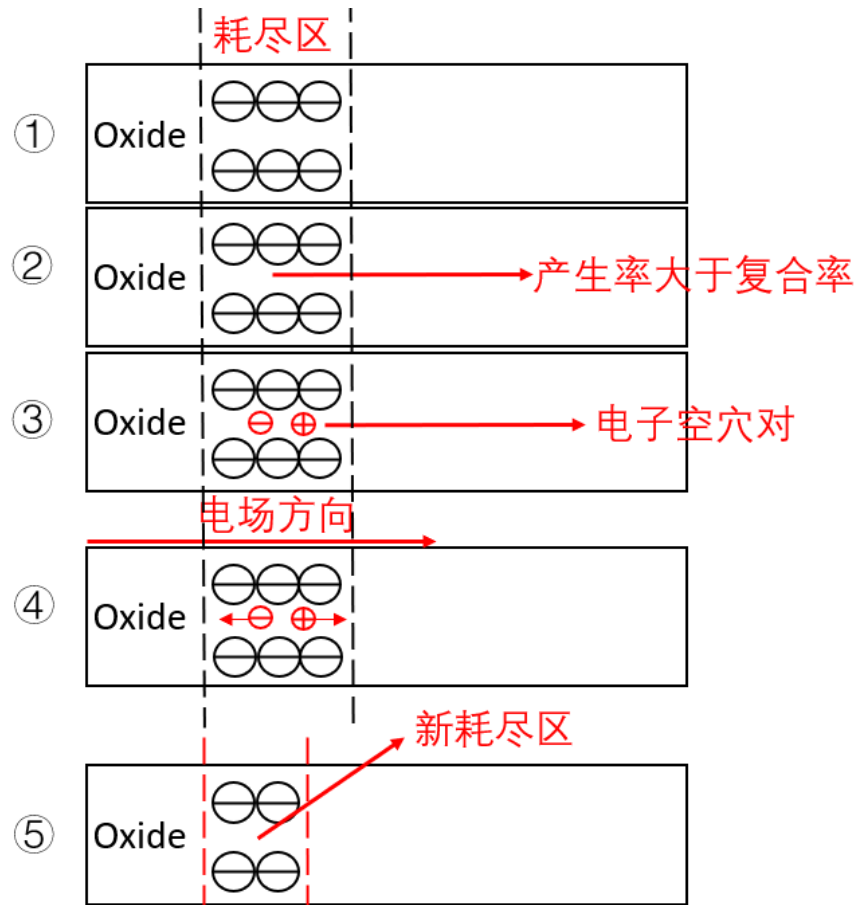 耗尽区
① Oxide
② Oxide 产生率大于复合率
③ Oxide 电子空穴对
电场方向
④ Oxide
新耗尽区
⑤ Oxide